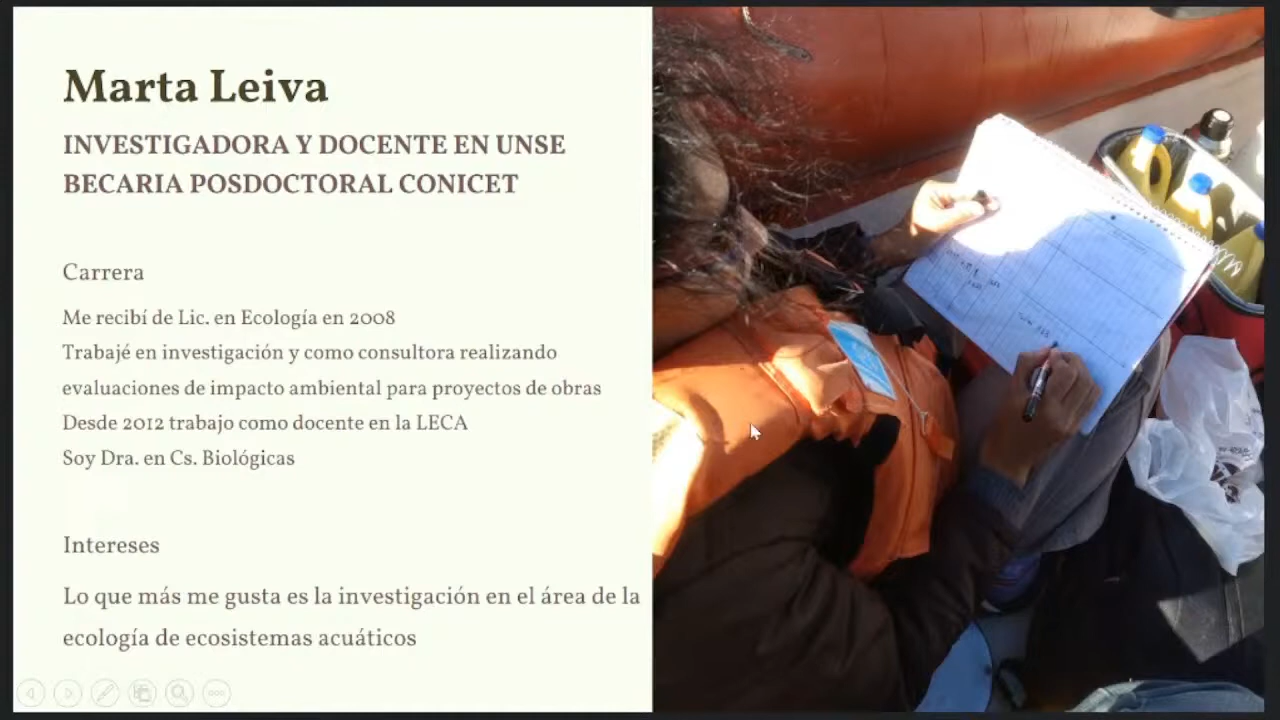 Marta Leiva
INVESTIGADORA Y DOCENTE EN UNSE
BECARIA POSDOCTORAL CONICET
Carrera
Me recibí de Lic. en Ecología en 2008
Trabajé en investigación y como consultora realizando
evaluaciones de impacto ambiental para proyectos de obras
Desde 2012 trabajo como docente en la LECA
Soy Dra. en Cs. Biológicas
Intereses
Lo que más me gusta es la investigación en el área de la
ecología de ecosistemas acuáticos